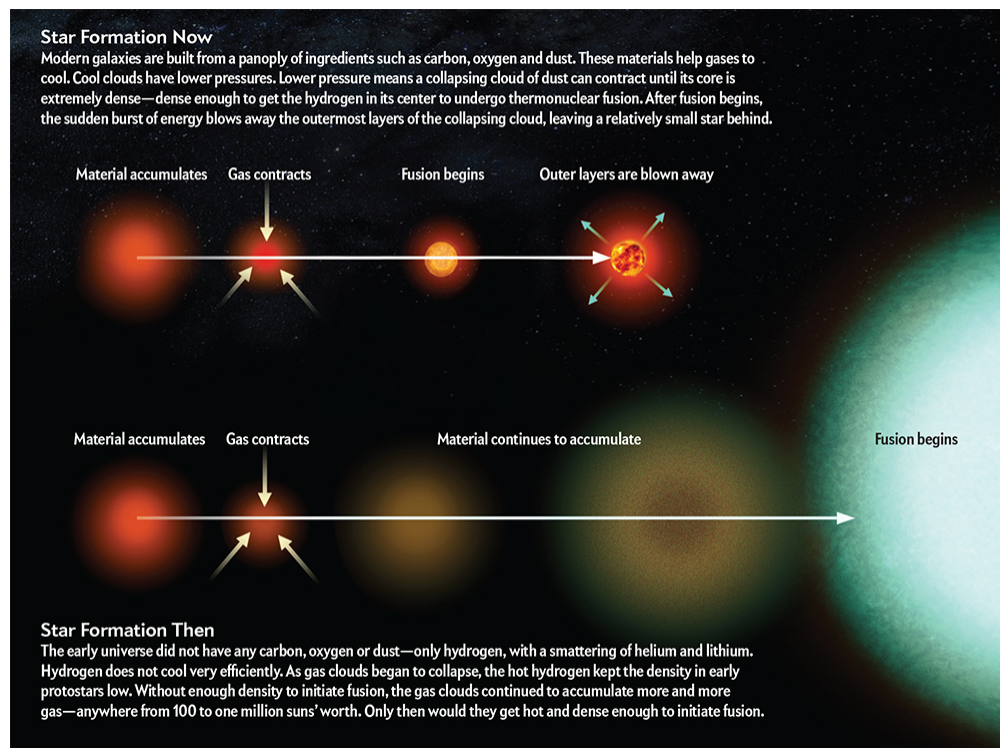 Star Formation Now
Modern galaxies are built from a panoply of ingredients such as carbon, oxygen and dust. These materials help gases to
cool. Cool clouds have lower pressures. Lower pressure means a collapsing cloud of dust can contract until its core is
extremely dense—dense enough to get the hydrogen in its center to undergo thermonuclear fusion. After fusion begins,
the sudden burst of energy blows away the outermost layers of the collapsing cloud, leaving a relatively small star behind.
Material accumulates
Gas contracts
Fusion begins
Outer layers are blown away
Material accumulates
Gas contracts
Material continues to accumulate
Fusion begins
Star Formation Then
The early universe did not have any carbon, oxygen or dust—only hydrogen, with a smattering of helium and lithium.
Hydrogen does not cool very efficiently. As gas clouds began to collapse, the hot hydrogen kept the density in early
protostars low. Without enough density to initiate fusion, the gas clouds continued to accumulate more and more
gas—anywhere from 100 to one million suns’ worth. Only then would they get hot and dense enough to initiate fusion.